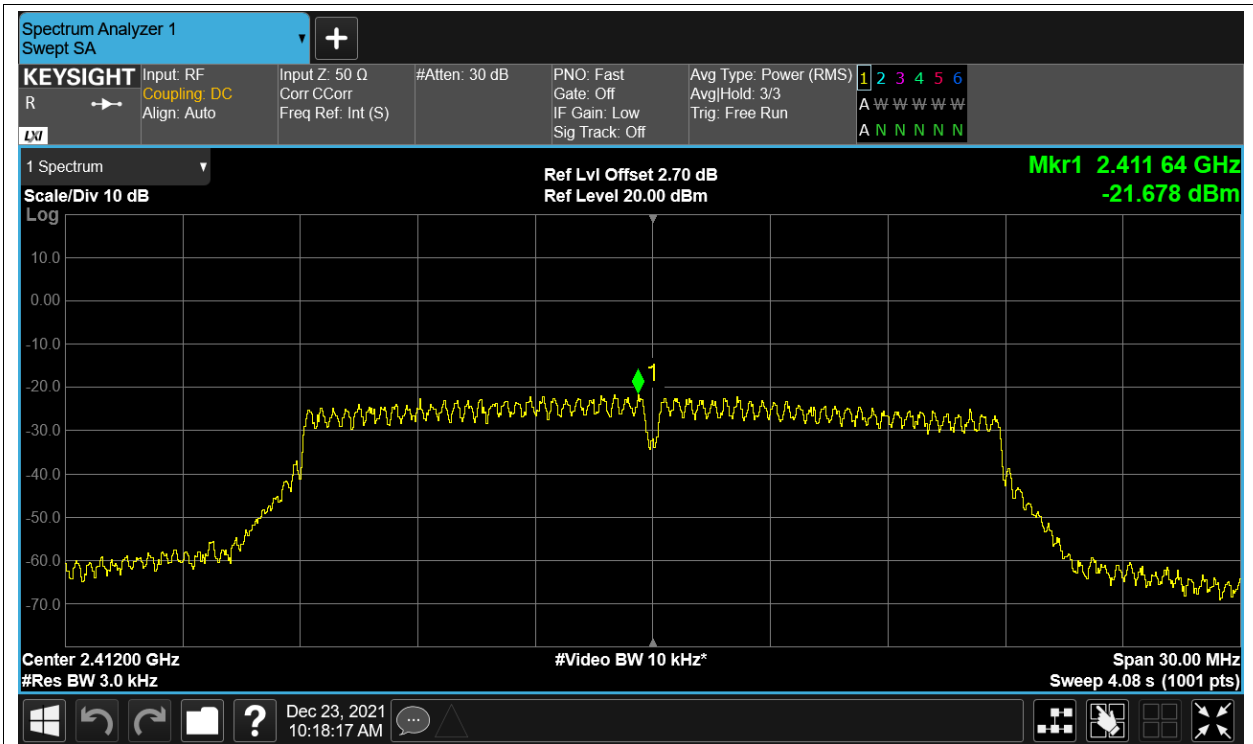 Spectrum Analyzer 1
Swept SA
KEYSIGHT
R
LXI
Input: RF
Coupling: DC
Align: Auto
Input Z: 50 Ω
Corr CCorr
Freq Ref: Int (S)
#Atten: 30 dB
PNO: Fast
Gate: Off
IF Gain: Low
Sig Track: Off
Avg Type: Power (RMS)
Avg|Hold: 3/3
Trig: Free Run
1 2 3 4 5 6
A W W W W W
A N N N N N
1 Spectrum
Scale/Div 10 dB
Log
Ref Lvl Offset 2.70 dB
Ref Level 20.00 dBm
Mkr1 2.411 64 GHz
-21.678 dBm
10.0
0.00
-10.0
-20.0
-30.0
-40.0
-50.0
-60.0
-70.0
1
Center 2.41200 GHz
#Res BW 3.0 kHz
#Video BW 10 kHz*
Span 30.00 MHz
Sweep 4.08 s (1001 pts)
?
Dec 23, 2021
10:18:17 AM